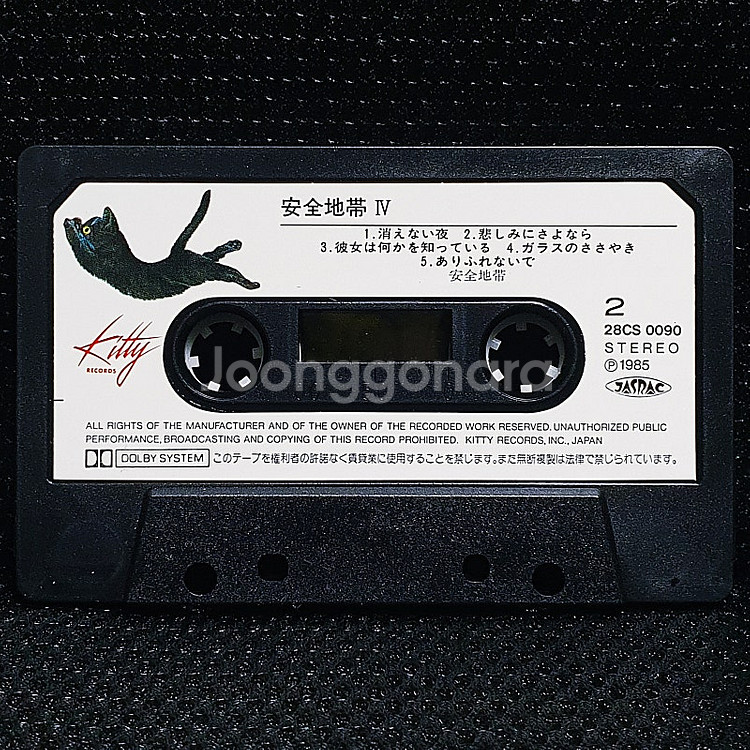 安全地帯 Ⅳ
1.消えない夜 2.悲しみにさよなら
3.彼女は何かを知っている 4.ガラスのささやき
5.ありふれないで
安全地帯
Kitty
RECORDS
2
28CS 0090
STEREO
Ⓟ1985
JASRAC
Joonggonara
ALL RIGHTS OF THE MANUFACTURER AND OF THE OWNER OF THE RECORDED WORK RESERVED. UNAUTHORIZED PUBLIC
PERFORMANCE, BROADCASTING AND COPYING OF THIS RECORD PROHIBITED. KITTY RECORDS, INC., JAPAN
DOLBY SYSTEM このテープを権利者の許諾なく賃貸業に使用することを禁じます。また無断複製は法律で禁じられています。